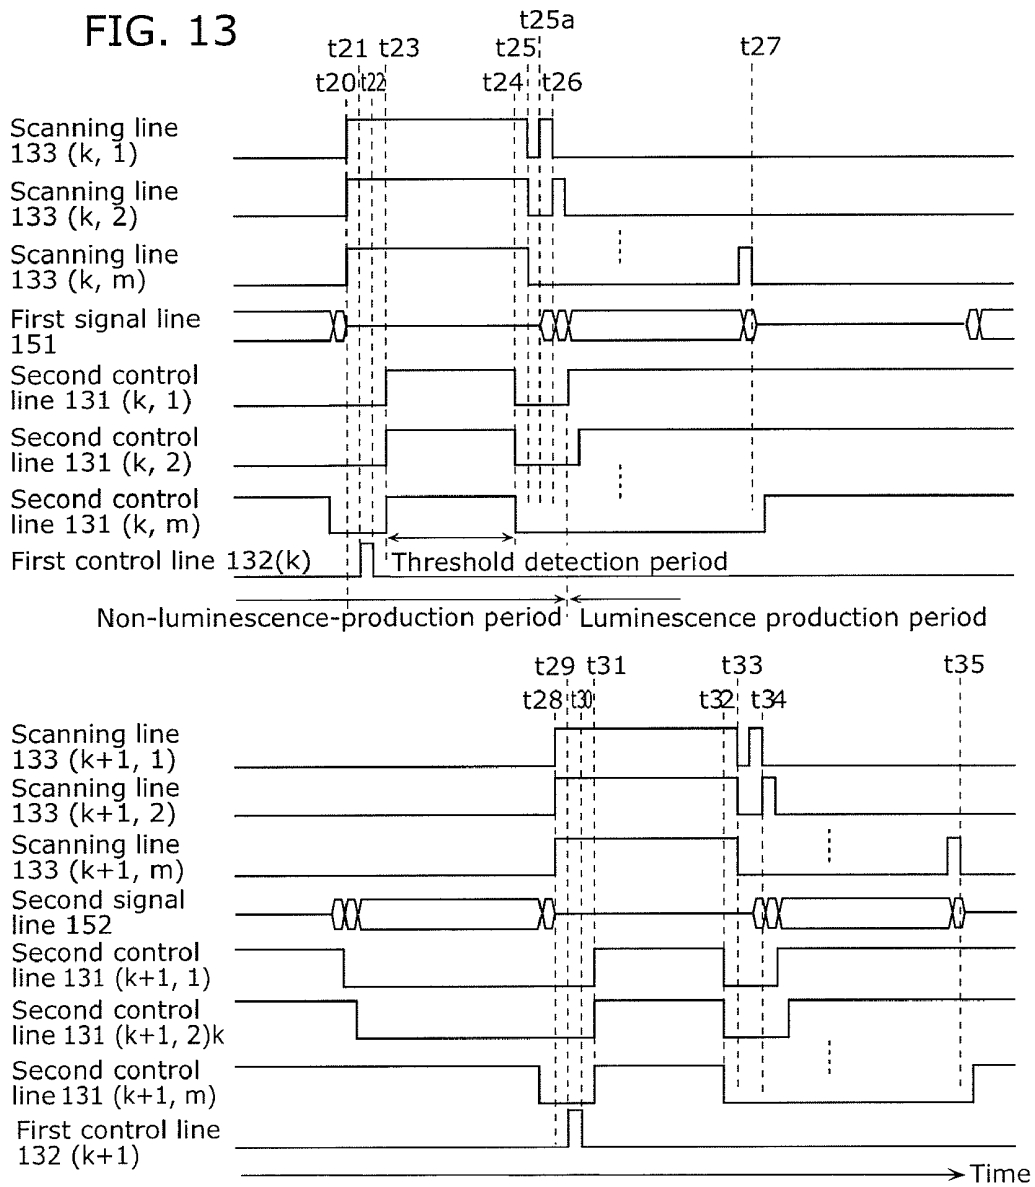 FIG. 13
t25a
t21 t23 t25 t27
t20 t22 t24 t26
Scanning line
133 (k, 1)
Scanning line
133 (k, 2)
Scanning line
133 (k, m)
First signal line
151
Second control
line 131 (k, 1)
Second control
line 131 (k, 2)
Second control
line 131 (k, m)
First control line 132(k)
Threshold detection period
Non-luminescence-production period
Luminescence production period
t29 t31 t33 t35
t28 t30 t32 t34
Scanning line
133 (k+1, 1)
Scanning line
133 (k+1, 2)
Scanning line
133 (k+1, m)
Second signal
line 152
Second control
line 131 (k+1, 1)
Second control
line 131 (k+1, 2)k
Second control
line 131 (k+1, m)
First control line
132 (k+1)
Time